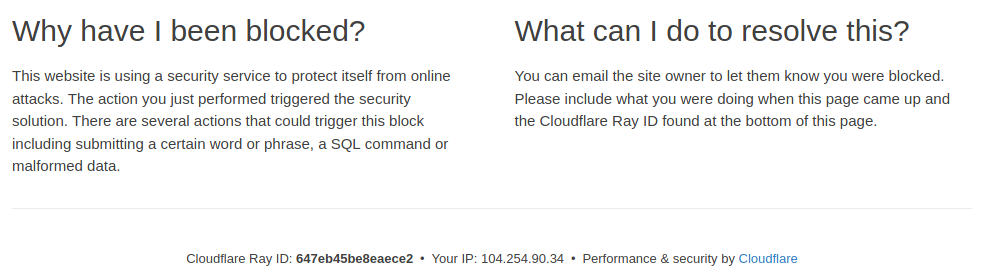 Why have I been blocked?
This website is using a security service to protect itself from online
attacks. The action you just performed triggered the security
solution. There are several actions that could trigger this block
including submitting a certain word or phrase, a SQL command or
malformed data.
What can I do to resolve this?
You can email the site owner to let them know you were blocked.
Please include what you were doing when this page came up and
the Cloudflare Ray ID found at the bottom of this page.
Cloudflare Ray ID: 647eb45be8eaece2 • Your IP: 104.254.90.34 • Performance & security by Cloudflare